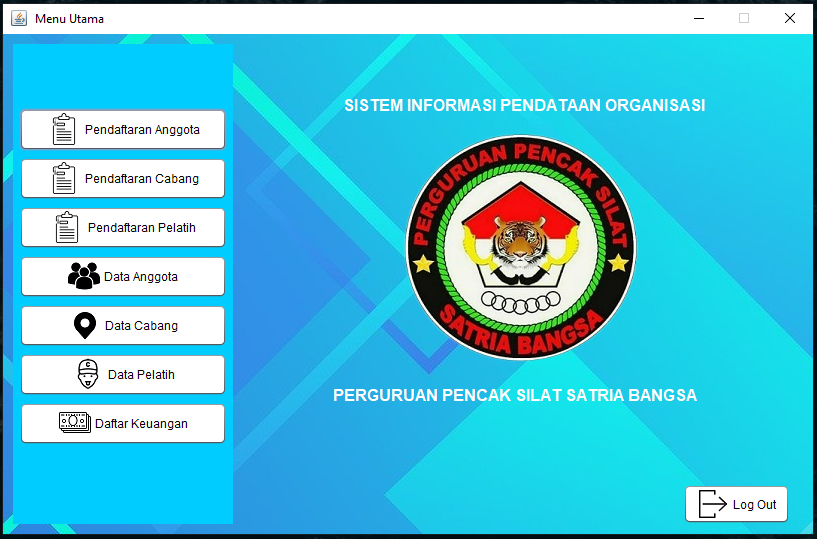 Menu Utama
SISTEM INFORMASI PENDATAAN ORGANISASI
Pendaftaran Anggota
Pendaftaran Cabang
Pendaftaran Pelatih
Data Anggota
Data Cabang
Data Pelatih
Daftar Keuangan
PERGURUAN PENCAK SILAT
SATRIA BANGSA
PERGURUAN PENCAK SILAT SATRIA BANGSA
Log Out